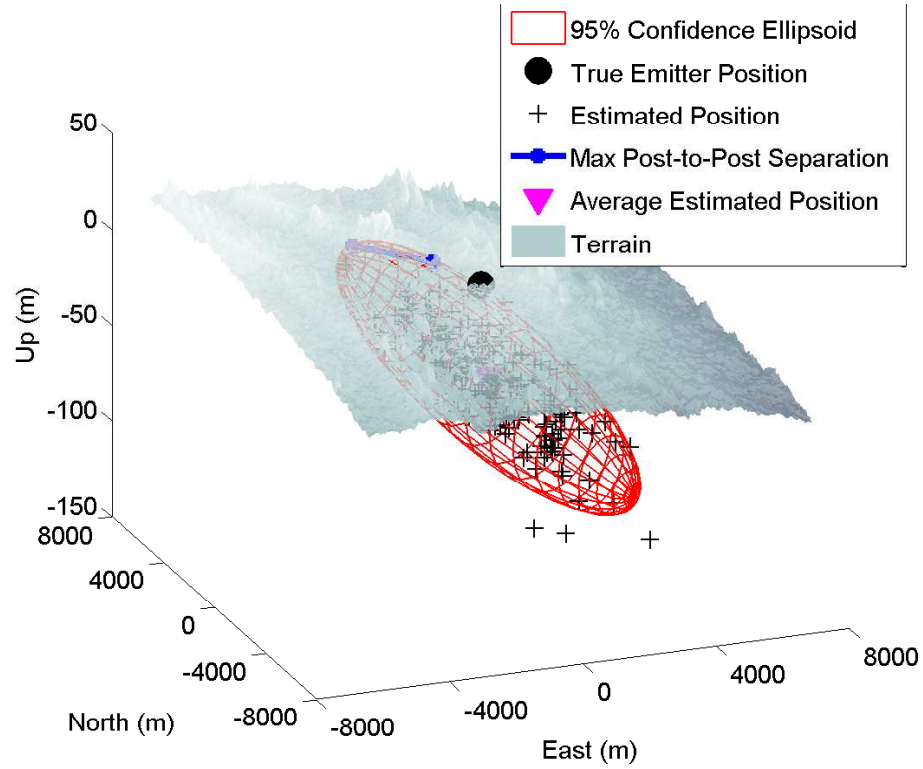 95% Confidence Ellipsoid
True Emitter Position
Estimated Position
Max Post-to-Post Separation
Average Estimated Position
Terrain
50
0
-50
-100
-150
Up (m)
8000
4000
0
-4000
-8000
North (m)
-8000
-4000
0
4000
8000
East (m)